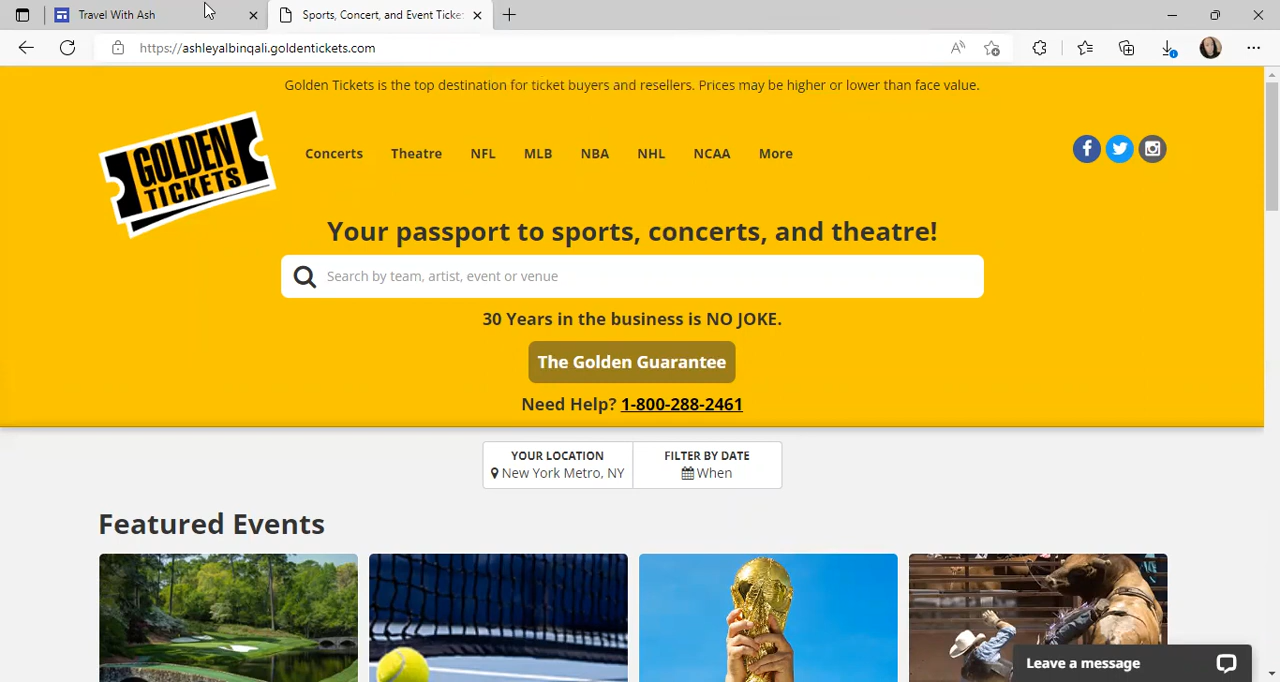 Travel With Ash
Sports, Concert, and Event Ticke
https://ashleyalbinqali.goldentickets.com
Golden Tickets is the top destination for ticket buyers and resellers. Prices may be higher or lower than face value.
GOLDEN
TICKETS
Concerts Theatre NFL MLB NBA NHL NCAA More
Your passport to sports, concerts, and theatre!
Search by team, artist, event or venue
30 Years in the business is NO JOKE.
The Golden Guarantee
Need Help? 1-800-288-2461
YOUR LOCATION
New York Metro, NY
FILTER BY DATE
When
Featured Events
Leave a message